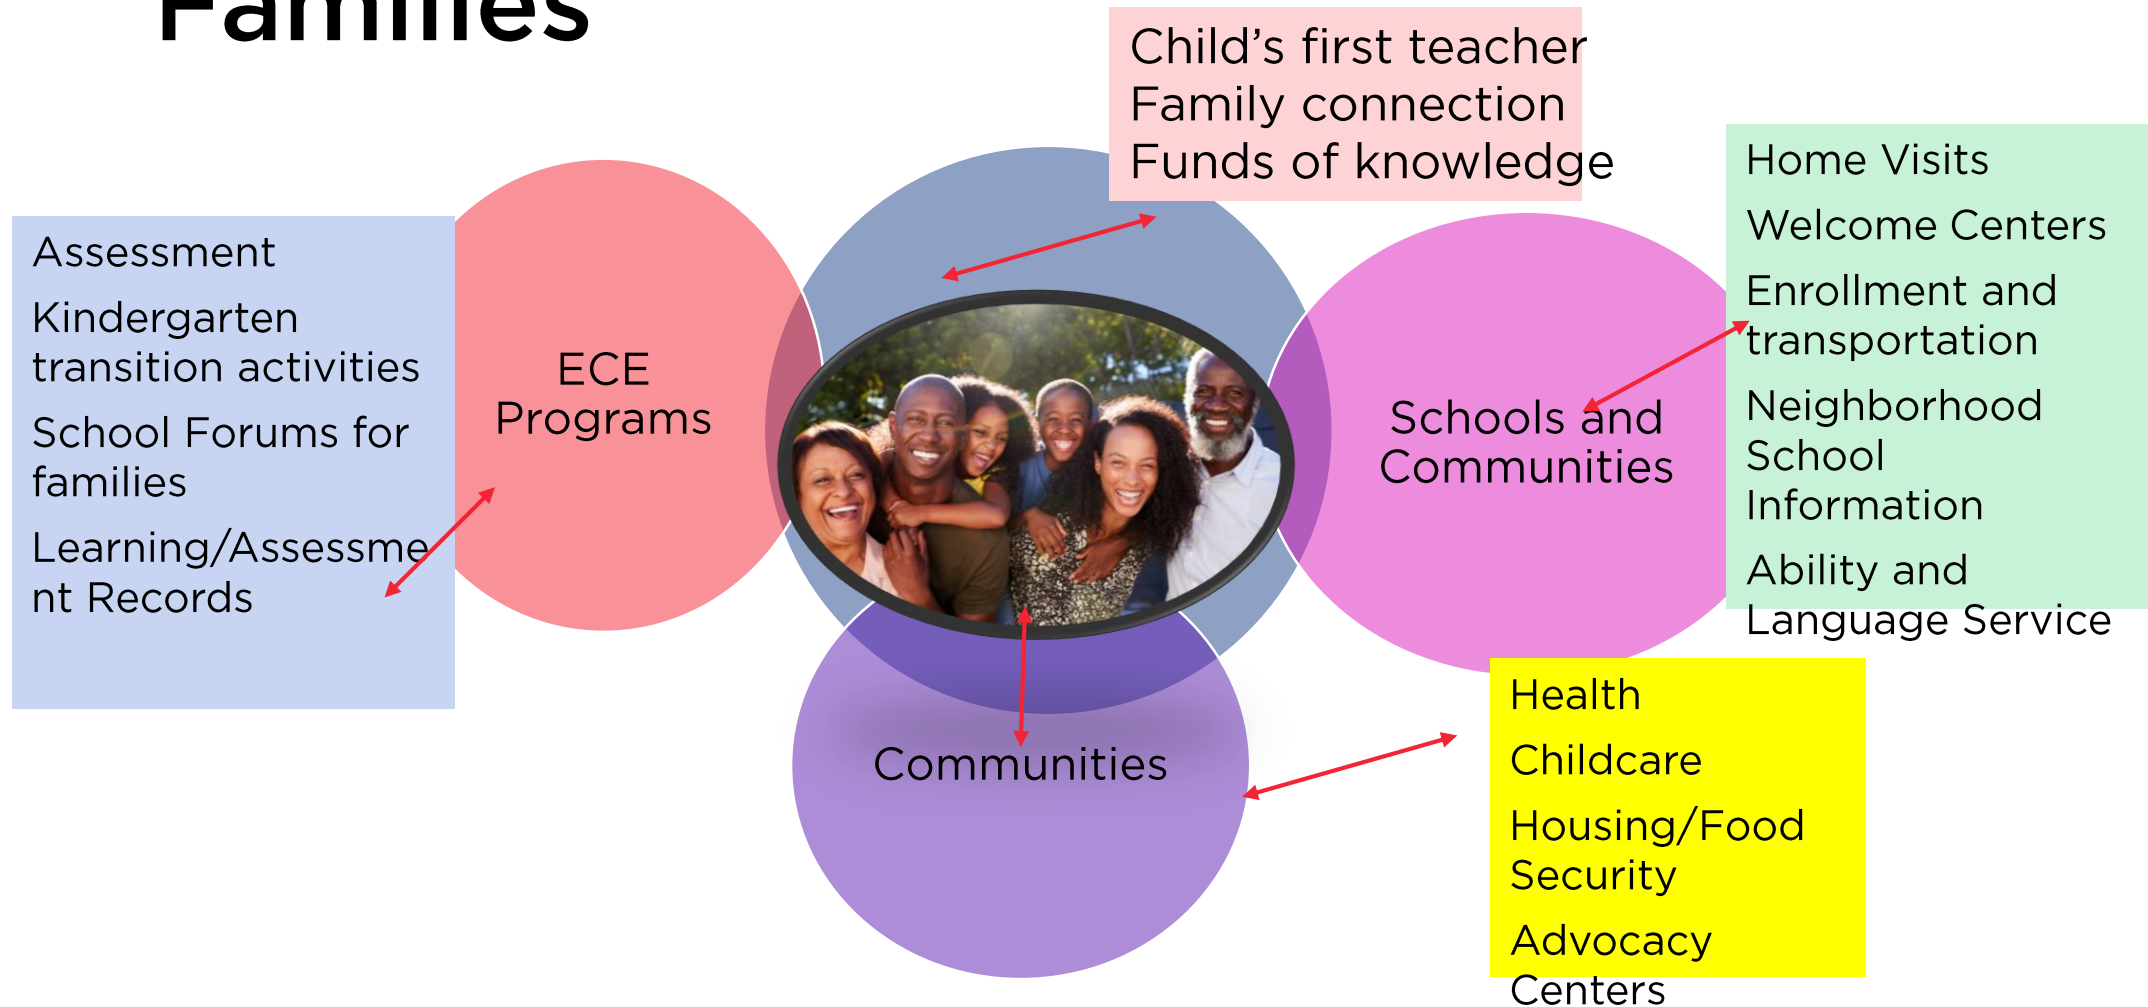 Families
Child’s first teacher
Family connection
Funds of knowledge
Assessment
Kindergarten
transition activities
School Forums for
families
Learning/Assessme
nt Records
ECE
Programs
Schools and
Communities
Home Visits
Welcome Centers
Enrollment and
transportation
Neighborhood
School
Information
Ability and
Language Service
Communities
Health
Childcare
Housing/Food
Security
Advocacy
Centers